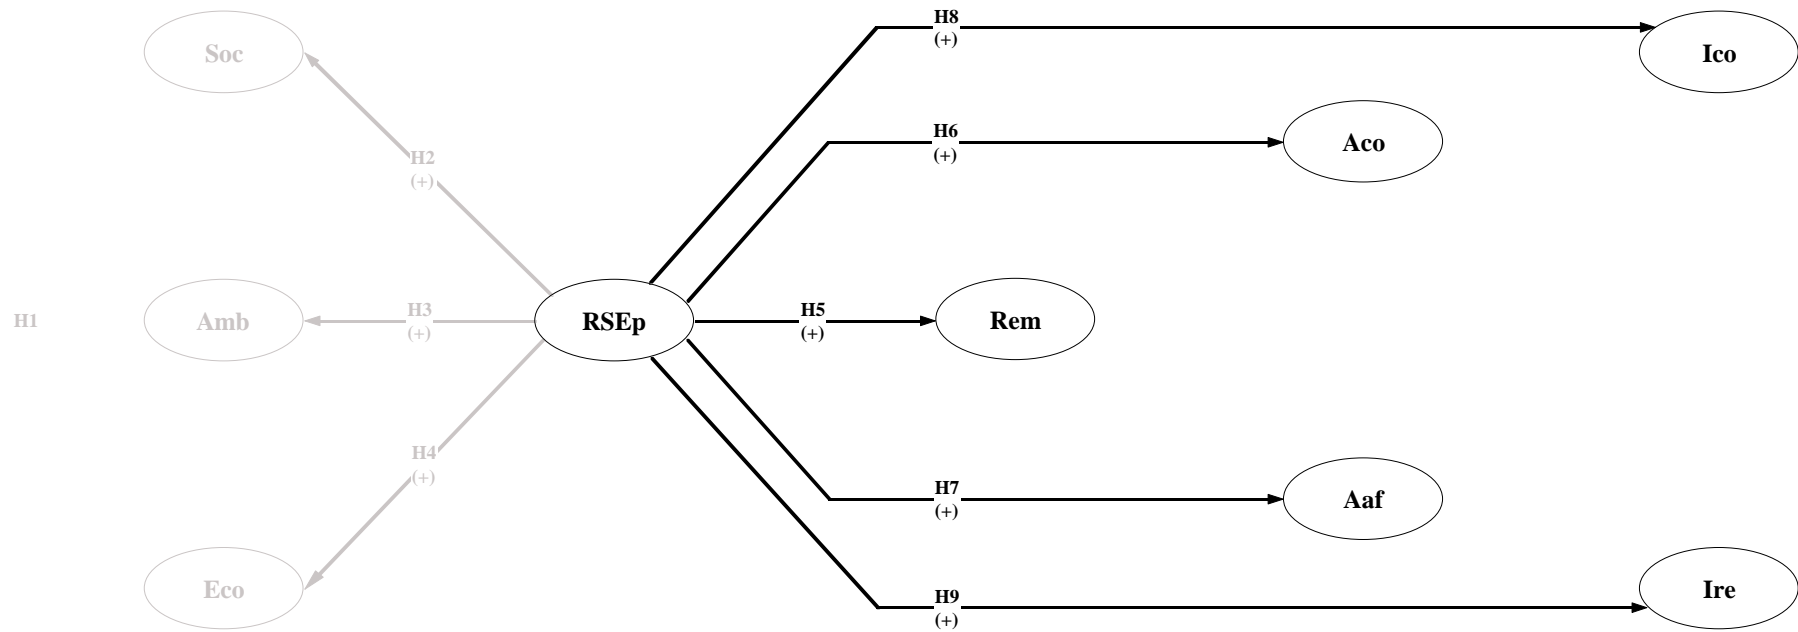 H8
(+)
Soc
Ico
H6
(+)
Aco
H2
(+)
H1
Amb
H3
(+)
RSEp
H5
(+)
Rem
H4
(+)
H7
(+)
Aaf
Eco
H9
(+)
Ire